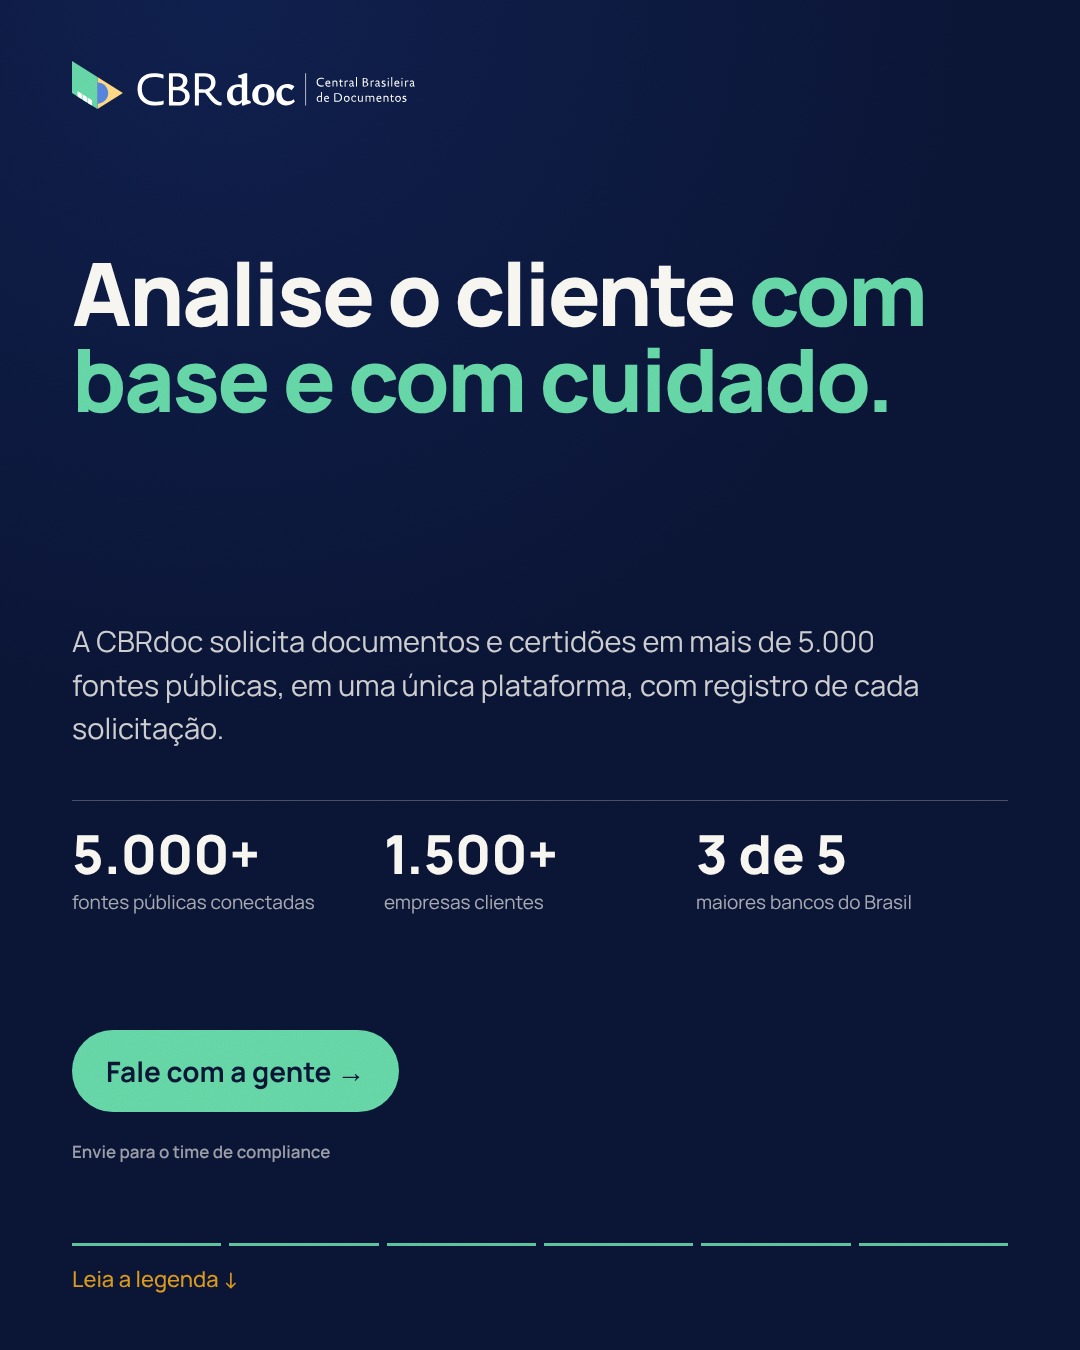 CBRdoc
Central Brasileira
de Documentos
Analise o cliente com
base e com cuidado.
A CBRdoc solicita documentos e certidões em mais de 5.000
fontes públicas, em uma única plataforma, com registro de cada
solicitação.
5.000+
fontes públicas conectadas
1.500+
empresas clientes
3 de 5
maiores bancos do Brasil
Fale com a gente →
Envie para o time de compliance
Leia a legenda ↓